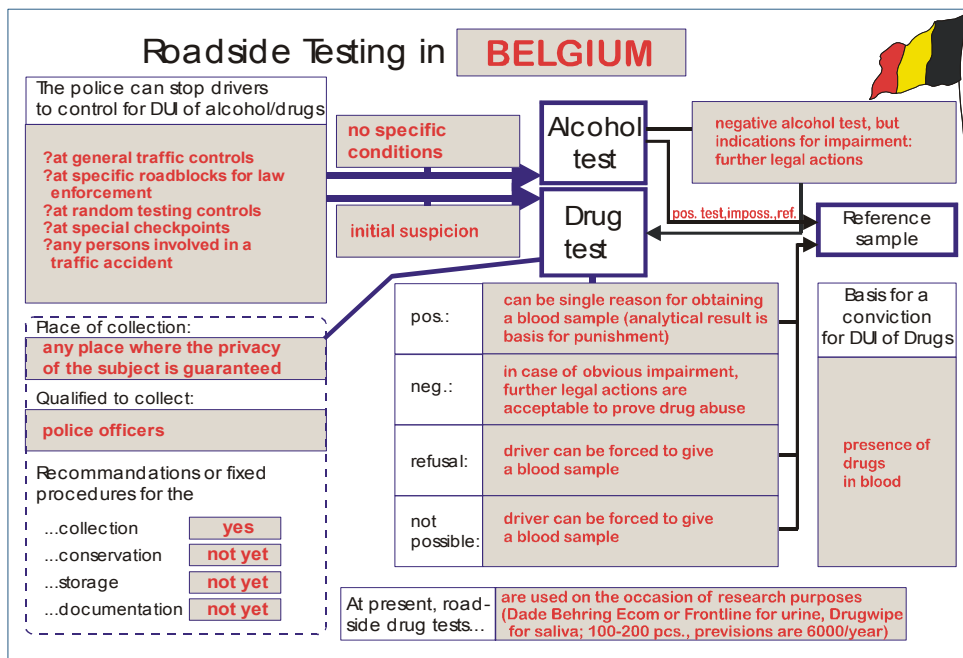 Roadside Testing in BELGIUM
The police can stop drivers
to control for DUI of alcohol/drugs
?at general traffic controls
?at specific roadblocks for law
enforcement
?at random testing controls
?at special checkpoints
?any persons involved in a
traffic accident
no specific
conditions
initial suspicion
Alcohol
test
Drug
test
negative alcohol test, but
indications for impairment:
further legal actions
pos. test,imposs.,ref.
Reference
sample
Place of collection:
any place where the privacy
of the subject is guaranteed
Qualified to collect:
police officers
Recommandations or fixed
procedures for the
...collection yes
...conservation not yet
...storage not yet
...documentation not yet
pos.:
can be single reason for obtaining
a blood sample (analytical result is
basis for punishment)
neg.:
in case of obvious impairment,
further legal actions are
acceptable to prove drug abuse
refusal:
driver can be forced to give
a blood sample
not
possible:
driver can be forced to give
a blood sample
Basis for a
conviction
for DUI of Drugs
presence of
drugs
in blood
At present, road-
side drug tests...
are used on the occasion of research purposes
(Dade Behring Ecom or Frontline for urine, Drugwipe
for saliva; 100-200 pcs., previsions are 6000/year)